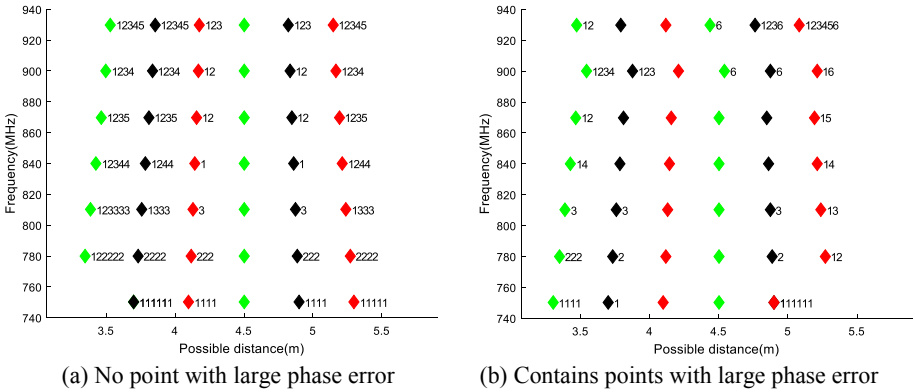 940
920
900
880
860
840
820
800
780
760
740
Frequency(MHz)
12345 12345 123 123 12345
1234 1234 12 12 1234
1235 1235 12 12 1235
12344 1244 1 1 1244
123333 1333 3 3 1333
122222 2222 222 222 2222
111111 1111 1111 11111
3.5 4 4.5 5 5.5
Possible distance(m)
(a) No point with large phase error
940
920
900
880
860
840
820
800
780
760
740
Frequency(MHz)
12 6 1236 123456
1234 123 6 6 16
12 15
14 14
3 3 3 13
222 2 2 12
1111 1 111111
3.5 4 4.5 5 5.5
Possible distance(m)
(b) Contains points with large phase error